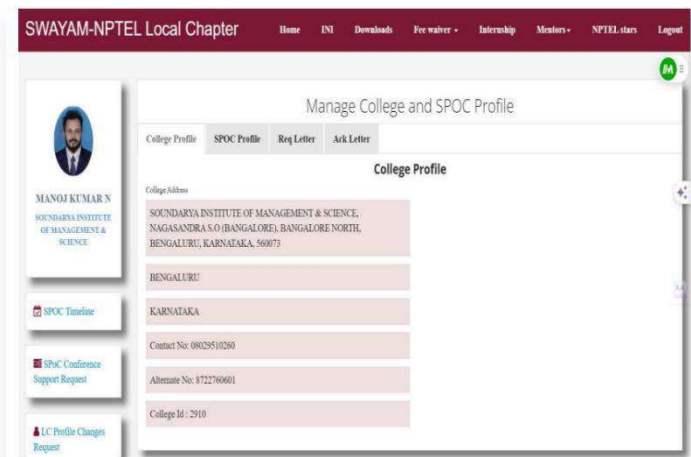 SWAYAM-NPTEL Local Chapter
Home INI Downloads Fee waiver Internship Mentors NPTEL stars Logout
Manage College and SPOC Profile
College Profile SPOC Profile Req Letter Ack Letter
College Profile
College Address
SOUNDARYA INSTITUTE OF MANAGEMENT & SCIENCE,
NAGASANDRA S.O (BANGALORE), BANGALORE NORTH,
BENGALURU, KARNATAKA, 560073
BENGALURU
KARNATAKA
Contact No: 08029510260
Alternate No: 8722760601
College Id : 2910
MANOJ KUMAR N
SOUNDARYA INSTITUTE
OF MANAGEMENT &
SCIENCE
SPOC Timeline
SPoC Conference
Support Request
LC Profile Changes
Request